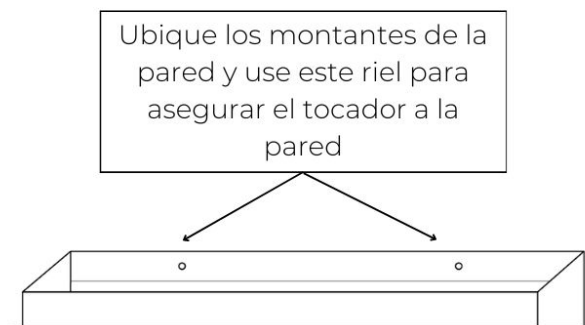 Ubique los montantes de la
pared y use este riel para
asegurar el tocador a la
pared